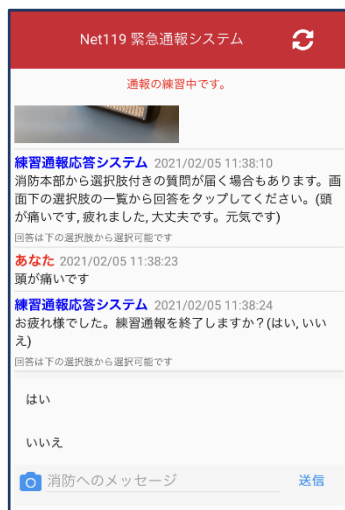 Net119 緊急通報システム
通報の練習中です。
練習通報応答システム 2021/02/05 11:38:10
消防本部から選択肢付きの質問が届く場合もあります。画
面下の選択肢の一覧から回答をタップしてください。(頭
が痛いです, 疲れました, 大丈夫です。元気です)
回答は下の選択肢から選択可能です
あなた 2021/02/05 11:38:23
頭が痛いです
練習通報応答システム 2021/02/05 11:38:24
お疲れ様でした。練習通報を終了しますか？(はい, いい
え)
回答は下の選択肢から選択可能です
はい
いいえ
消防へのメッセージ 送信